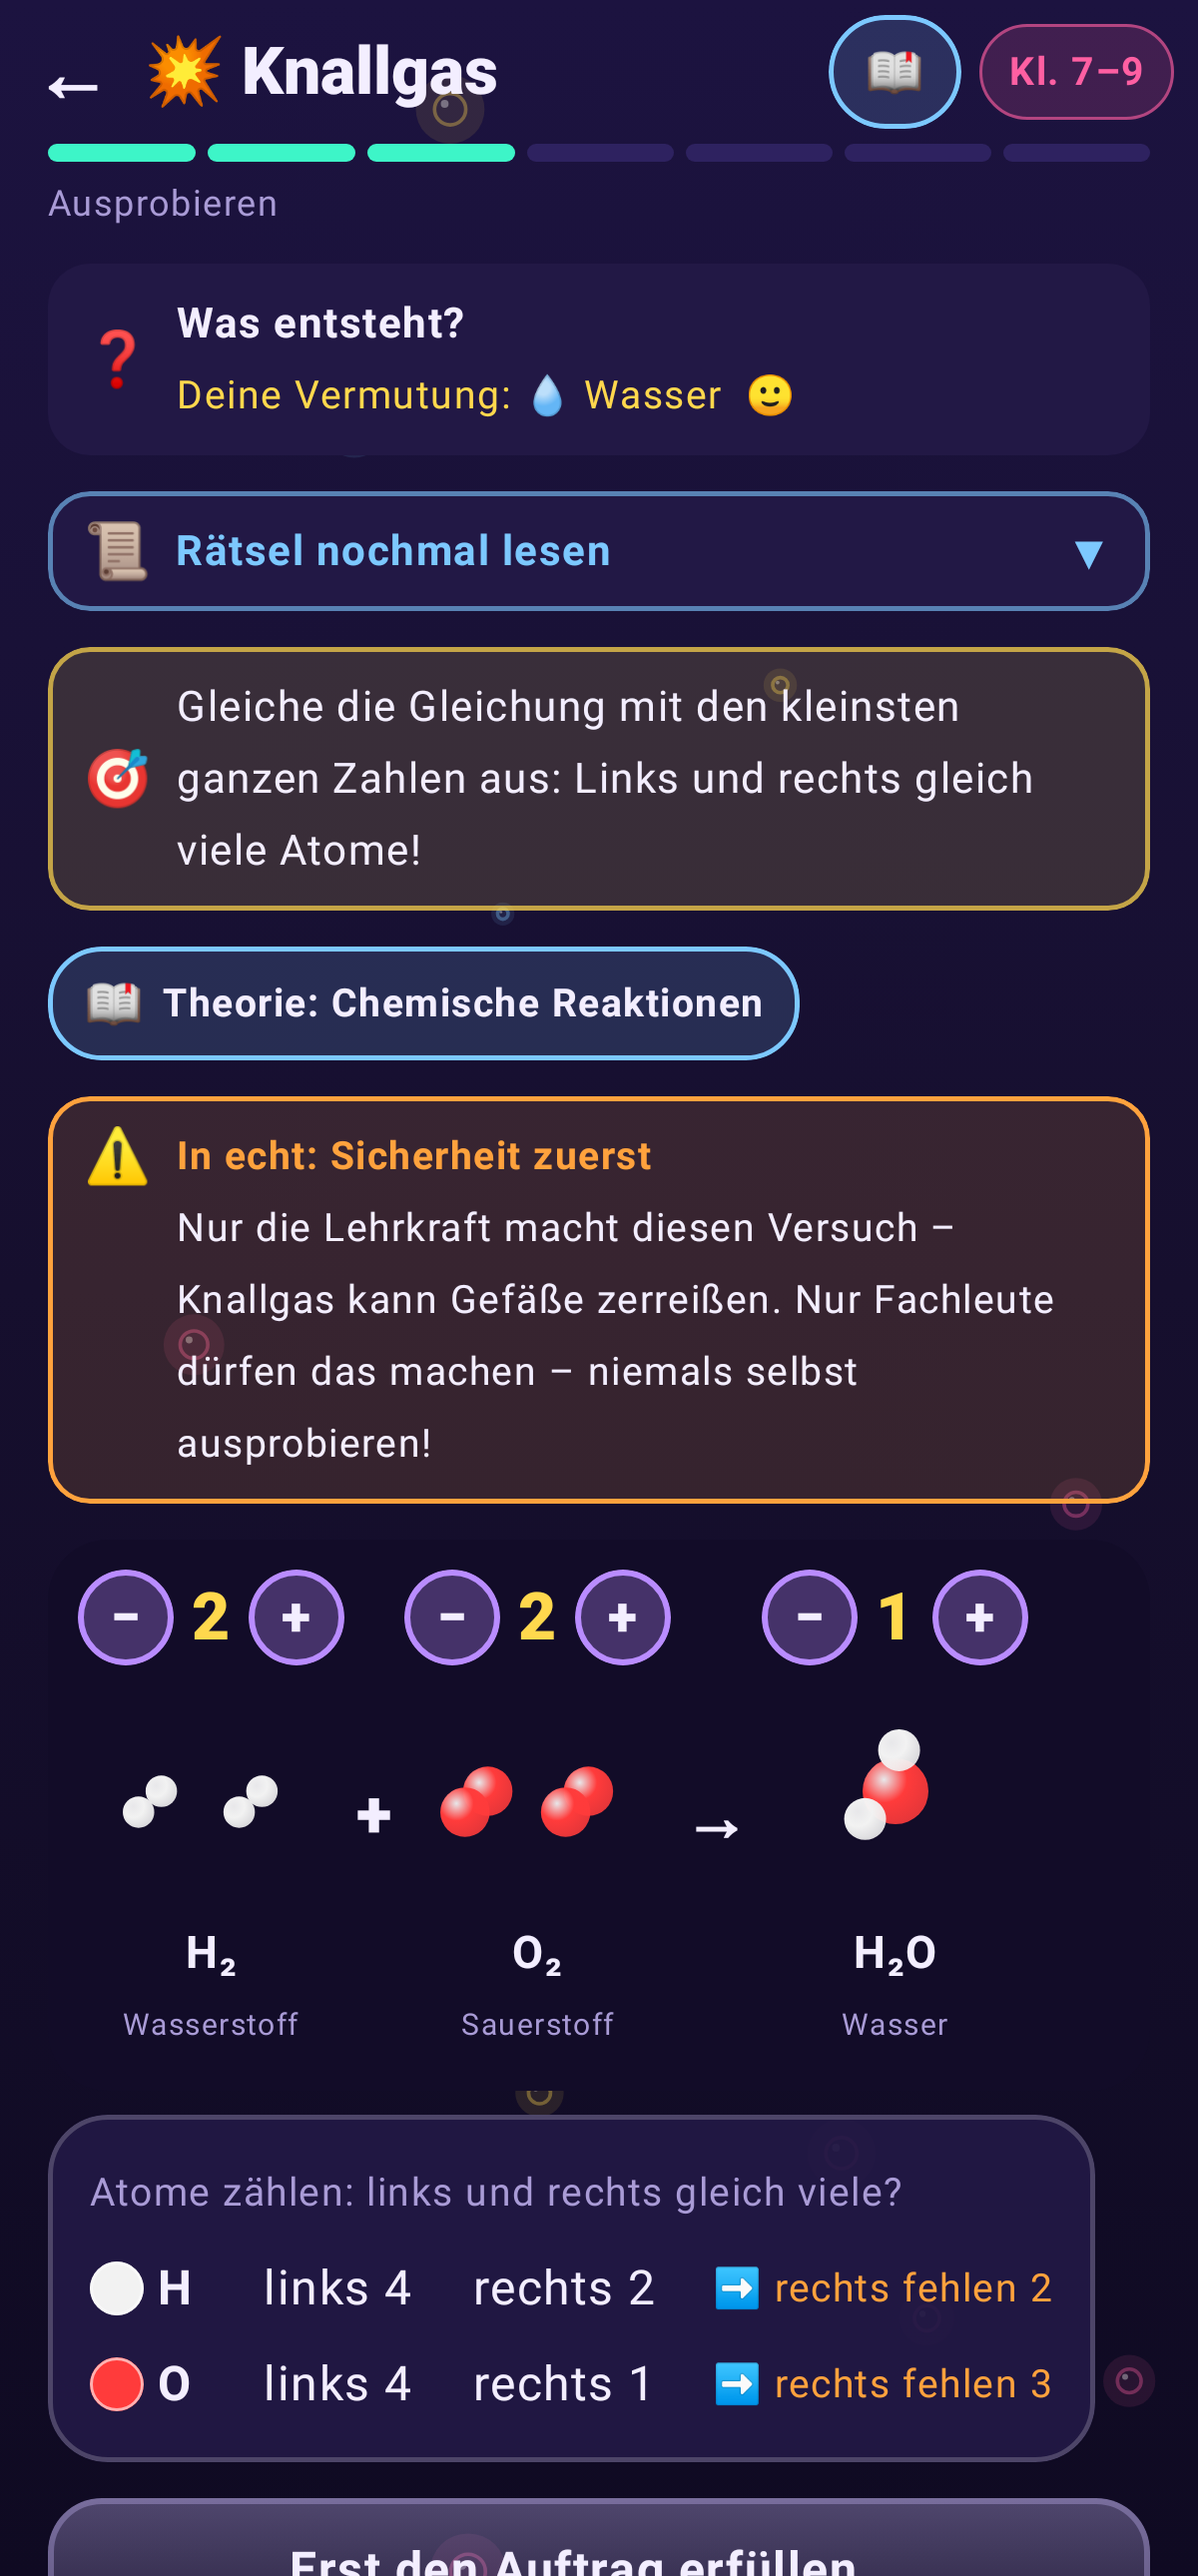 ← 💥 Knallgas 📖 Kl. 7–9
Ausprobieren
❓ Was entsteht?
Deine Vermutung: 💧 Wasser 🙂
📜 Rätsel nochmal lesen ▼
Gleiche die Gleichung mit den kleinsten
🎯 ganzen Zahlen aus: Links und rechts gleich
viele Atome!
📖 Theorie: Chemische Reaktionen
⚠️ In echt: Sicherheit zuerst
Nur die Lehrkraft macht diesen Versuch –
Knallgas kann Gefäße zerreißen. Nur Fachleute
dürfen das machen – niemals selbst
ausprobieren!
− 2 + − 2 + − 1 +
+ →
H₂ O₂ H₂O
Wasserstoff Sauerstoff Wasser
Atome zählen: links und rechts gleich viele?
H links 4 rechts 2 ➡️ rechts fehlen 2
O links 4 rechts 1 ➡️ rechts fehlen 3
Erst den Auftrag erfüllen